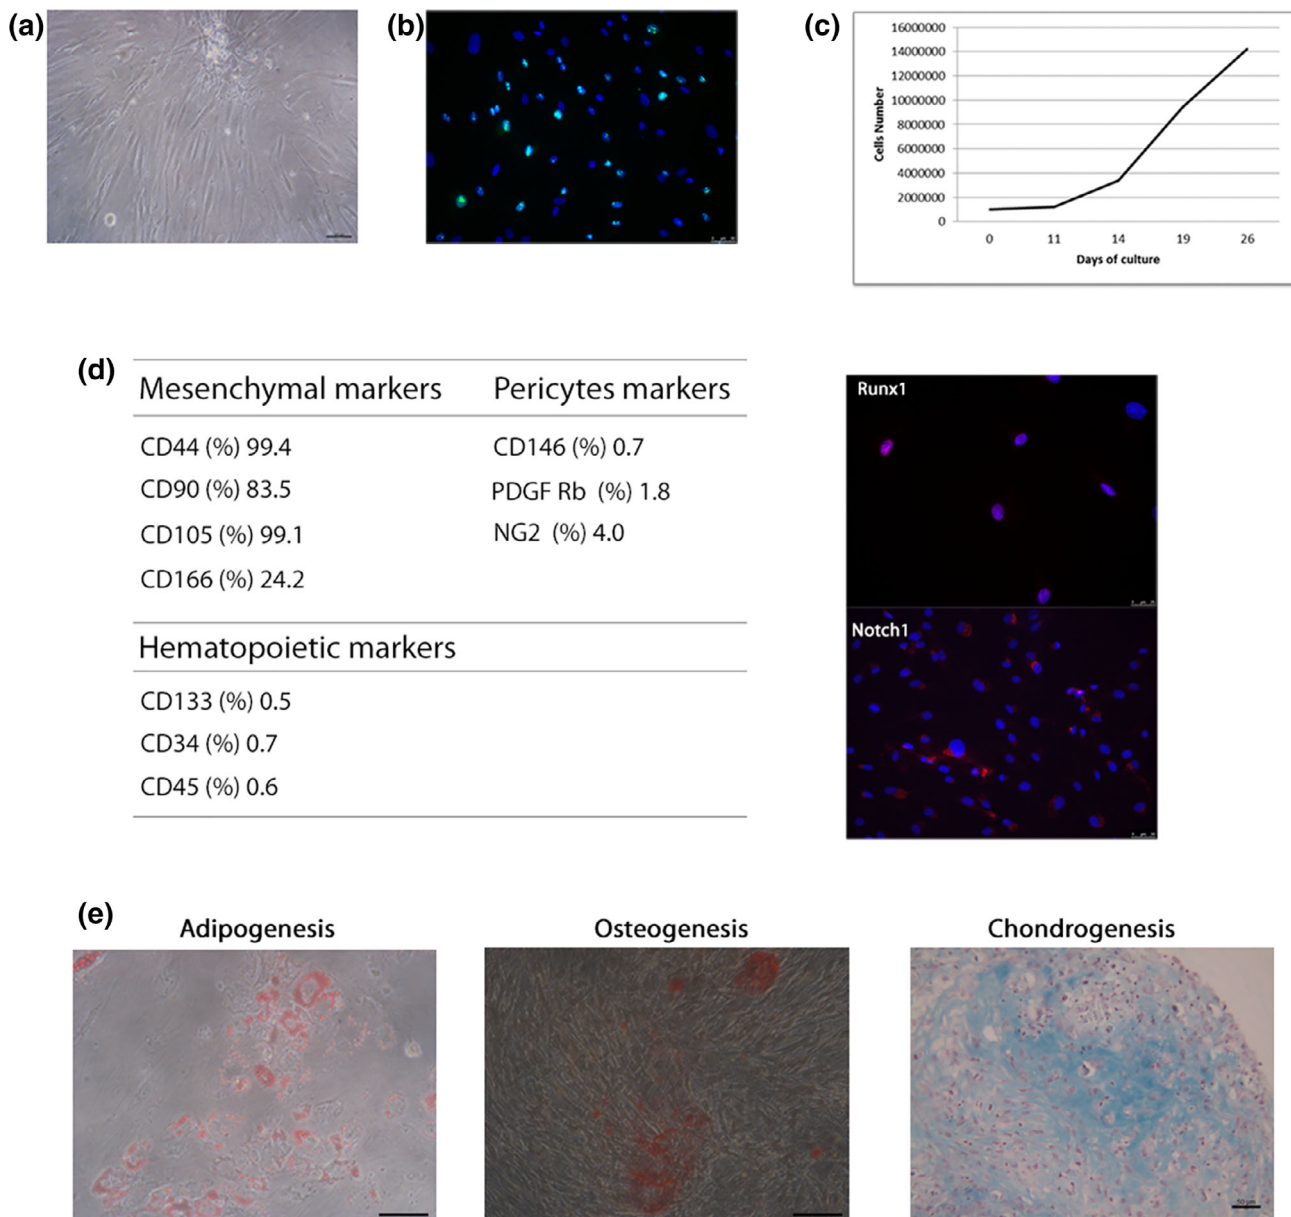 (a)
(b)
(c)
16000000
14000000
12000000
10000000
8000000
6000000
4000000
2000000
0
Cells Number
0 11 14 19 26
Days of culture
(d)
Mesenchymal markers Pericytes markers
CD44 (%) 99.4 CD146 (%) 0.7
CD90 (%) 83.5 PDGF Rb (%) 1.8
CD105 (%) 99.1 NG2 (%) 4.0
CD166 (%) 24.2
Hematopoietic markers
CD133 (%) 0.5
CD34 (%) 0.7
CD45 (%) 0.6
Runx1
Notch1
(e)
Adipogenesis Osteogenesis Chondrogenesis
50 µm